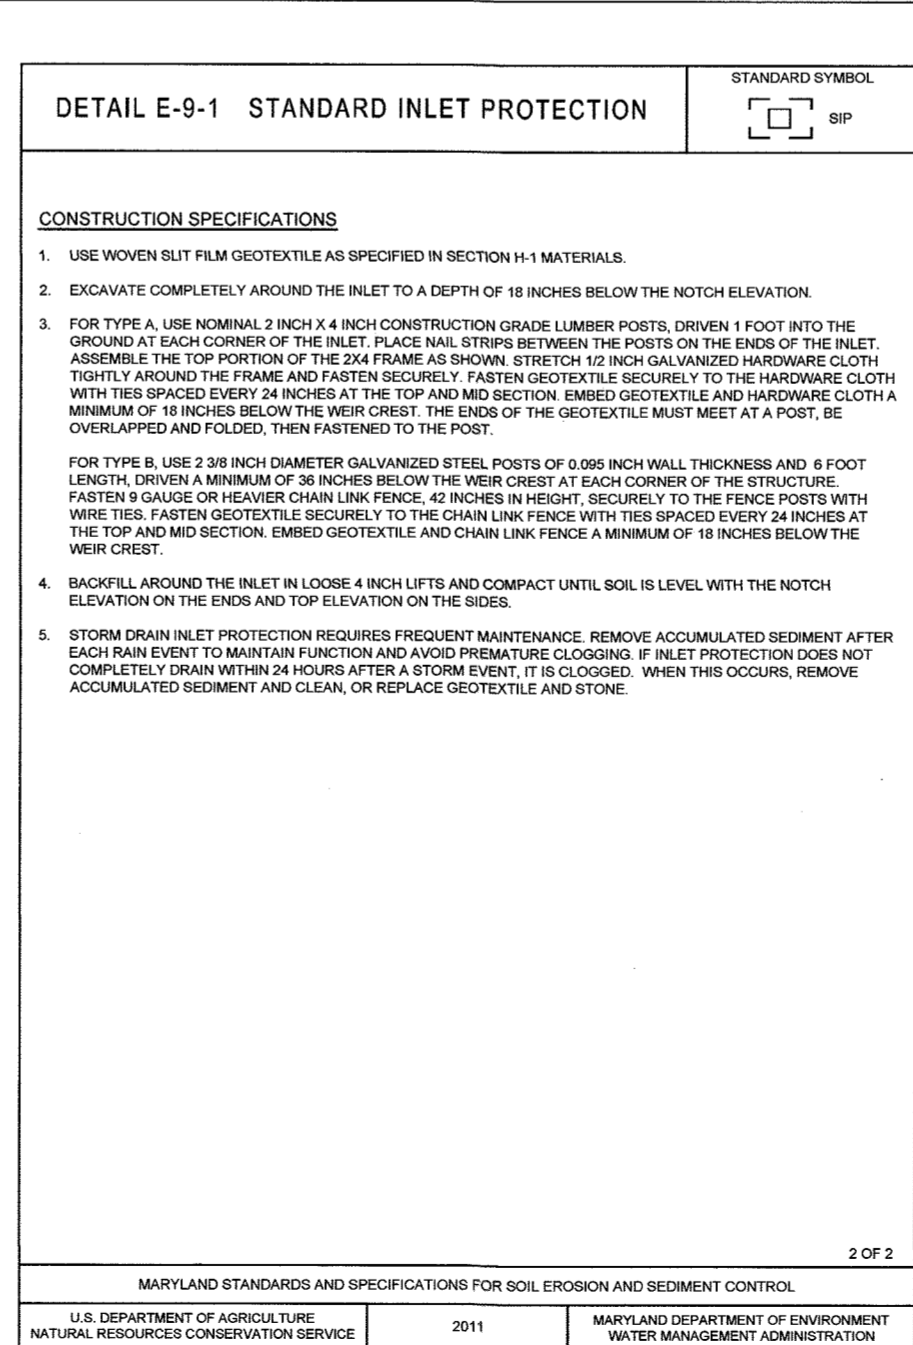 DETAIL E-9-1 STANDARD INLET PROTECTION
STANDARD SYMBOL
SIP
CONSTRUCTION SPECIFICATIONS
1. USE WOVEN SLIT FILM GEOTEXTILE AS SPECIFIED IN SECTION H-1 MATERIALS.
2. EXCAVATE COMPLETELY AROUND THE INLET TO A DEPTH OF 18 INCHES BELOW THE NOTCH ELEVATION.
3. FOR TYPE A, USE NOMINAL 2 INCH X 4 INCH CONSTRUCTION GRADE LUMBER POSTS, DRIVEN 1 FOOT INTO THE
GROUND AT EACH CORNER OF THE INLET. PLACE NAIL STRIPS BETWEEN THE POSTS ON THE ENDS OF THE INLET.
ASSEMBLE THE TOP PORTION OF THE 2X4 FRAME AS SHOWN. STRETCH 1/2 INCH GALVANIZED HARDWARE CLOTH
TIGHTLY AROUND THE FRAME AND FASTEN SECURELY. FASTEN GEOTEXTILE SECURELY TO THE HARDWARE CLOTH
WITH TIES SPACED EVERY 24 INCHES AT THE TOP AND MID SECTION. EMBED GEOTEXTILE AND HARDWARE CLOTH A
MINIMUM OF 18 INCHES BELOW THE WEIR CREST. THE ENDS OF THE GEOTEXTILE MUST MEET AT A POST, BE
OVERLAPPED AND FOLDED, THEN FASTENED TO THE POST.
FOR TYPE B, USE 2 3/8 INCH DIAMETER GALVANIZED STEEL POSTS OF 0.095 INCH WALL THICKNESS AND 6 FOOT
LENGTH, DRIVEN A MINIMUM OF 36 INCHES BELOW THE WEIR CREST AT EACH CORNER OF THE STRUCTURE.
FASTEN 9 GAUGE OR HEAVIER CHAIN LINK FENCE, 42 INCHES IN HEIGHT, SECURELY TO THE FENCE POSTS WITH
WIRE TIES. FASTEN GEOTEXTILE SECURELY TO THE CHAIN LINK FENCE WITH TIES SPACED EVERY 24 INCHES AT
THE TOP AND MID SECTION. EMBED GEOTEXTILE AND CHAIN LINK FENCE A MINIMUM OF 18 INCHES BELOW THE
WEIR CREST.
4. BACKFILL AROUND THE INLET IN LOOSE 4 INCH LIFTS AND COMPACT UNTIL SOIL IS LEVEL WITH THE NOTCH
ELEVATION ON THE ENDS AND TOP ELEVATION ON THE SIDES.
5. STORM DRAIN INLET PROTECTION REQUIRES FREQUENT MAINTENANCE. REMOVE ACCUMULATED SEDIMENT AFTER
EACH RAIN EVENT TO MAINTAIN FUNCTION AND AVOID PREMATURE CLOGGING. IF INLET PROTECTION DOES NOT
COMPLETELY DRAIN WITHIN 24 HOURS AFTER A STORM EVENT, IT IS CLOGGED. WHEN THIS OCCURS, REMOVE
ACCUMULATED SEDIMENT AND CLEAN, OR REPLACE GEOTEXTILE AND STONE.
2 OF 2
MARYLAND STANDARDS AND SPECIFICATIONS FOR SOIL EROSION AND SEDIMENT CONTROL
U.S. DEPARTMENT OF AGRICULTURE
NATURAL RESOURCES CONSERVATION SERVICE
2011
MARYLAND DEPARTMENT OF ENVIRONMENT
WATER MANAGEMENT ADMINISTRATION